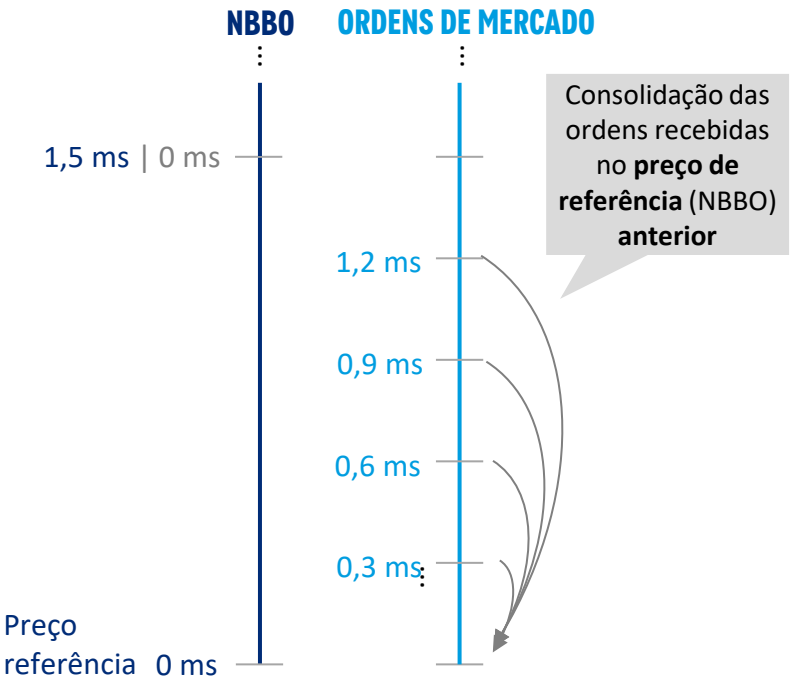 NBBO
ORDENS DE MERCADO
Consolidação das
ordens recebidas
no preço de
referência (NBBO)
anterior
1,5 ms | 0 ms
1,2 ms
0,9 ms
0,6 ms
0,3 ms
Preço
referência 0 ms